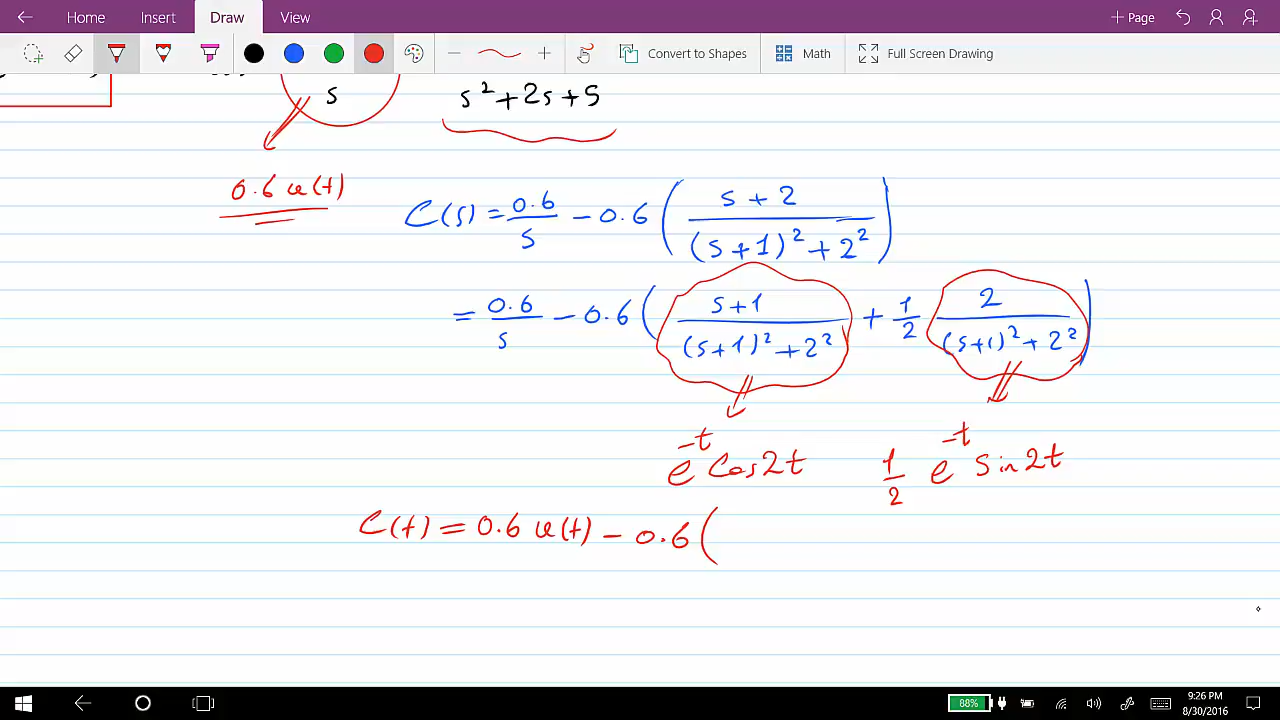 Home Insert Draw View + Page
Convert to Shapes Math Full Screen Drawing
s s²+2s+5
0.6 u(t)
C(s) = 0.6/s − 0.6 ( (s+2)/((s+1)²+2²) )
= 0.6/s − 0.6 ( (s+1)/((s+1)²+2²) + 1/2 2/((s+1)²+2²) )
e^-t Cos2t 1/2 e^-t Sin2t
C(t) = 0.6 u(t) − 0.6 (
88% 9:26 PM
8/30/2016